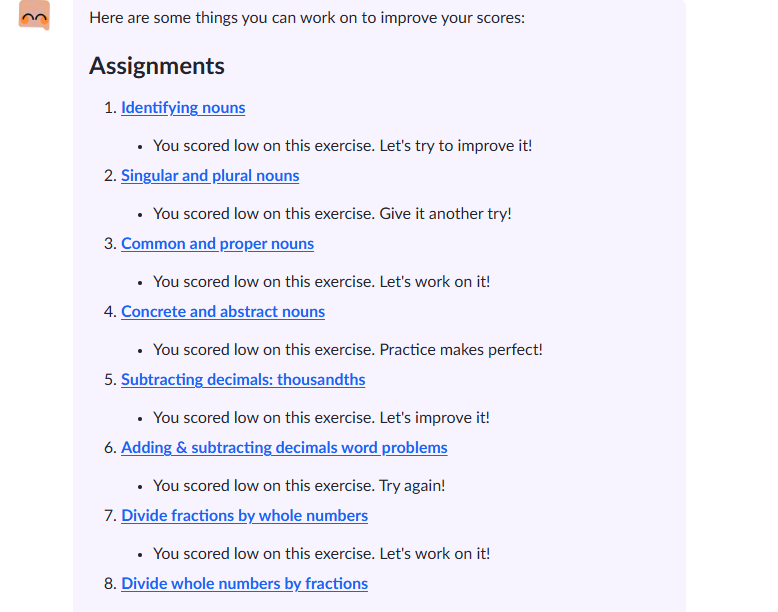 Here are some things you can work on to improve your scores:
Assignments
1. Identifying nouns
• You scored low on this exercise. Let's try to improve it!
2. Singular and plural nouns
• You scored low on this exercise. Give it another try!
3. Common and proper nouns
• You scored low on this exercise. Let's work on it!
4. Concrete and abstract nouns
• You scored low on this exercise. Practice makes perfect!
5. Subtracting decimals: thousandths
• You scored low on this exercise. Let's improve it!
6. Adding & subtracting decimals word problems
• You scored low on this exercise. Try again!
7. Divide fractions by whole numbers
• You scored low on this exercise. Let's work on it!
8. Divide whole numbers by fractions